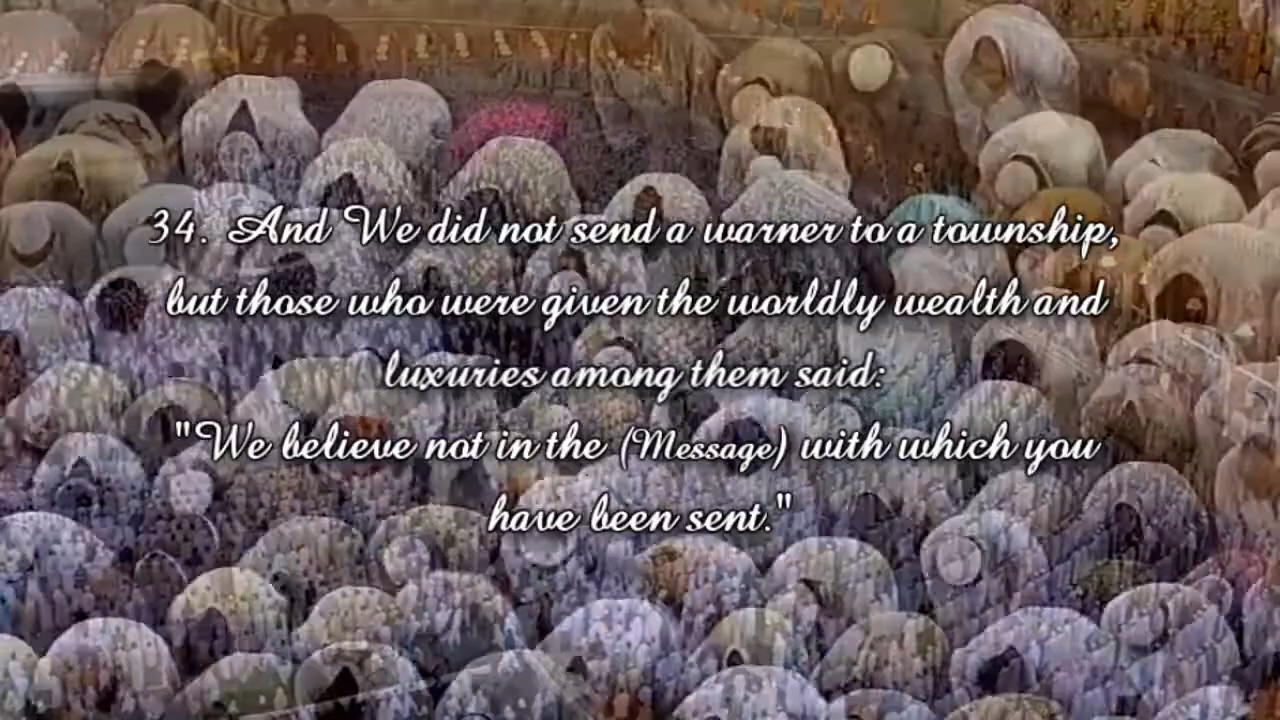 34. And We did not send a warner to a township,
but those who were given the worldly wealth and
luxuries among them said:
"We believe not in the (Message) with which you
have been sent."